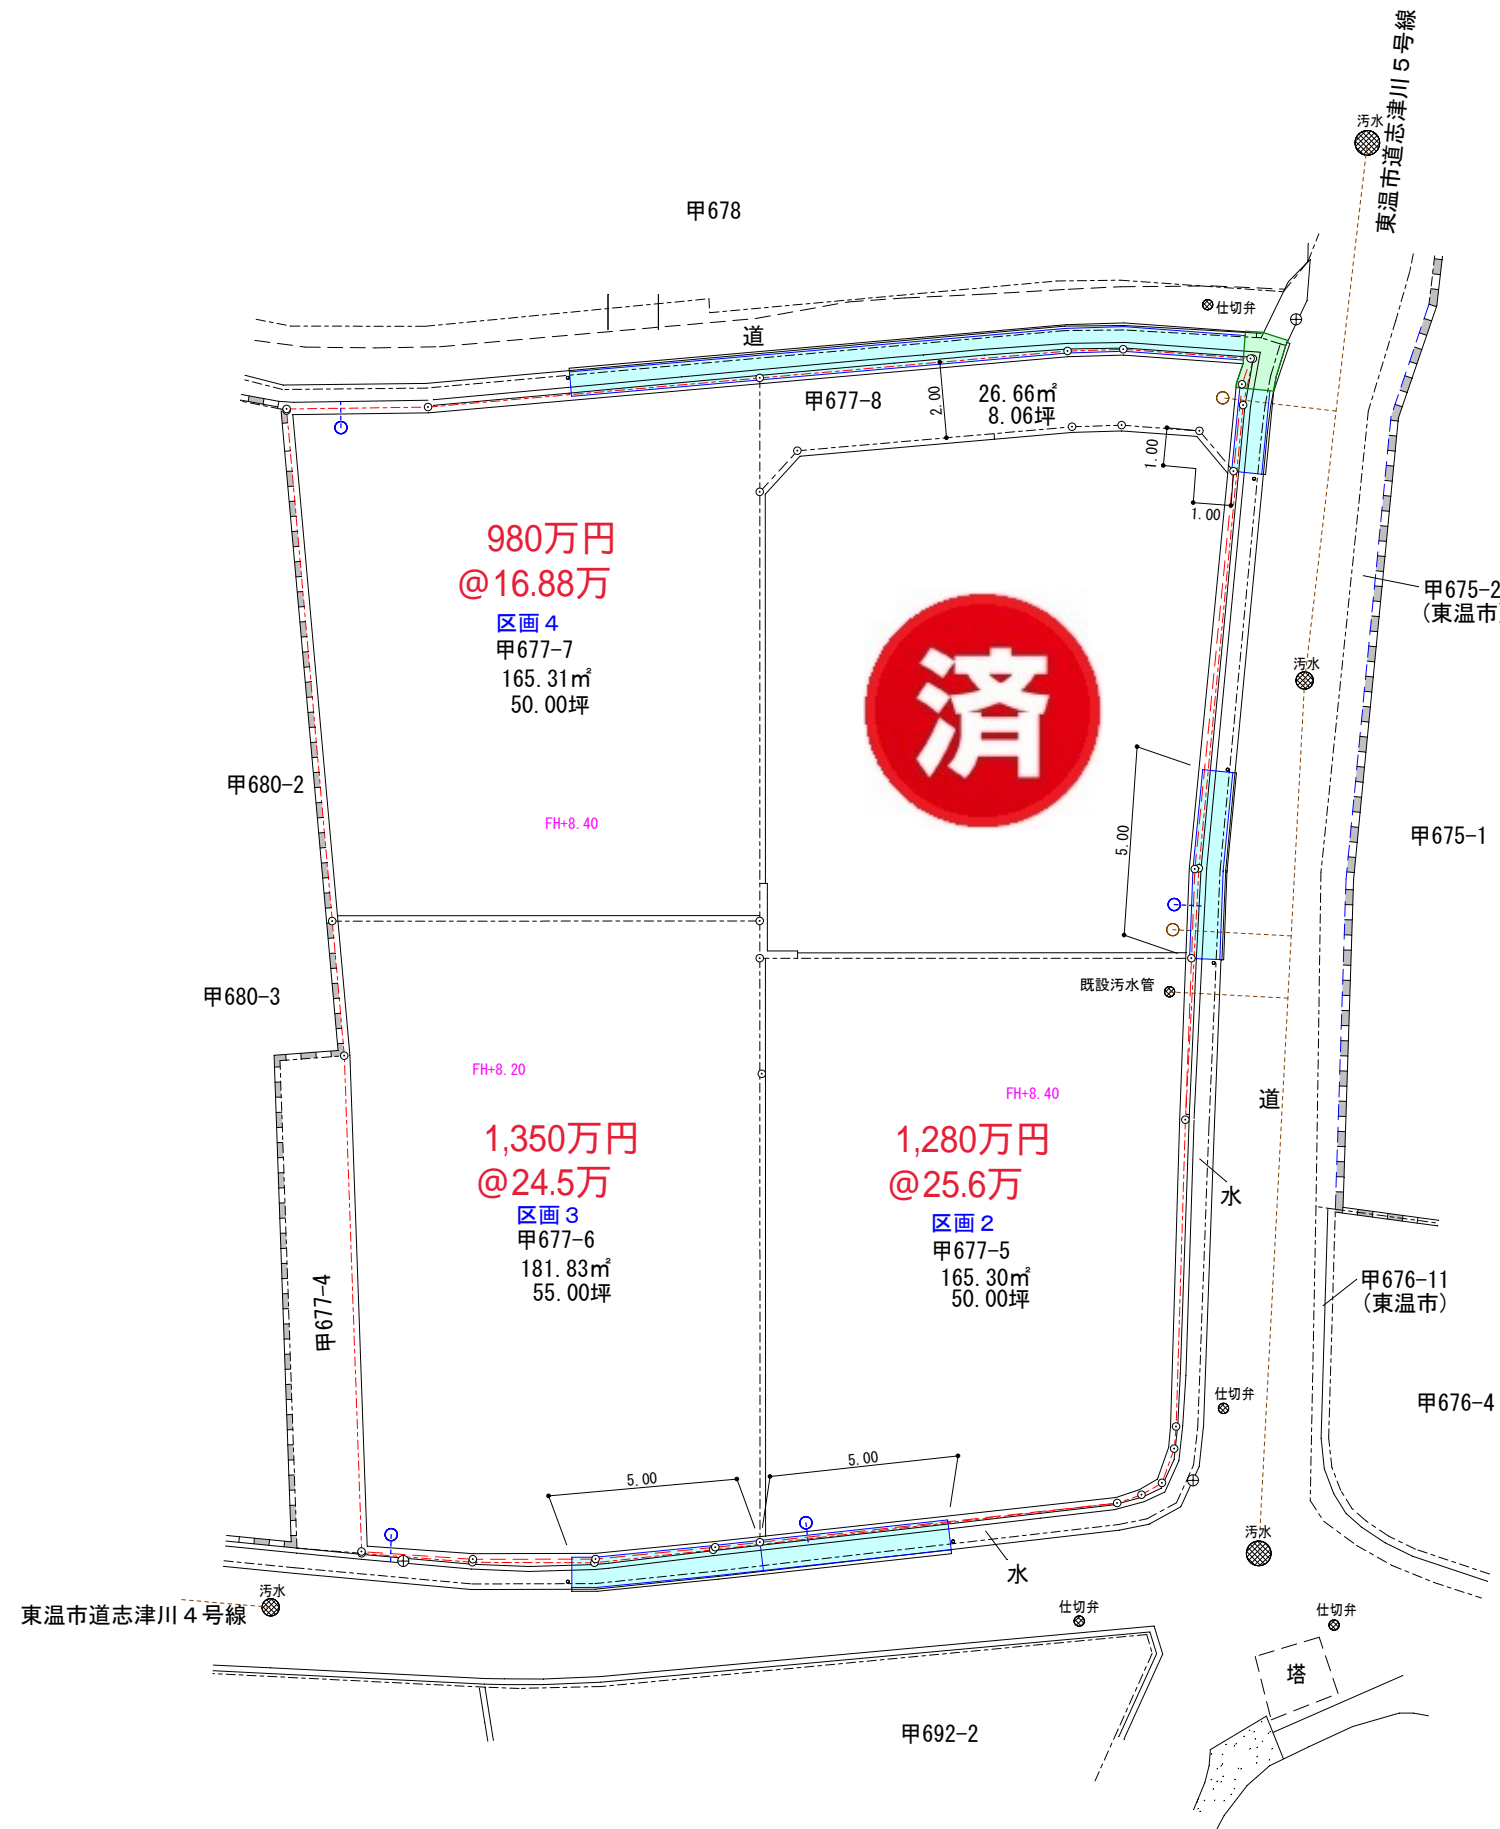 東温市道志津川５号線
汚水
甲678
仕切弁
道
甲677-8
2.00
26.66㎡
8.06坪
1.00
1.00
980万円
@16.88万
区画４
甲677-7
165.31㎡
50.00坪
済
甲675-2
(東温市)
汚水
甲680-2
FH+8.40
5.00
甲675-1
既設汚水管
甲680-3
FH+8.20
FH+8.40
道
1,350万円
@24.5万
区画３
甲677-6
181.83㎡
55.00坪
1,280万円
@25.6万
区画２
甲677-5
165.30㎡
50.00坪
水
甲677-4
甲676-11
(東温市)
仕切弁
甲676-4
5.00
5.00
汚水
水
汚水
東温市道志津川４号線
仕切弁
仕切弁
塔
甲692-2